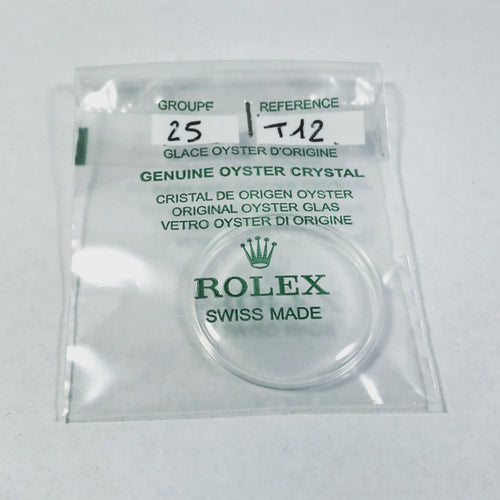 GROUPE | REFERENCE
25 T12
GLACE OYSTER D'ORIGINE
GENUINE OYSTER CRYSTAL
CRISTAL DE ORIGEN OYSTER
ORIGINAL OYSTER GLAS
VETRO OYSTER DI ORIGINE
ROLEX
SWISS MADE